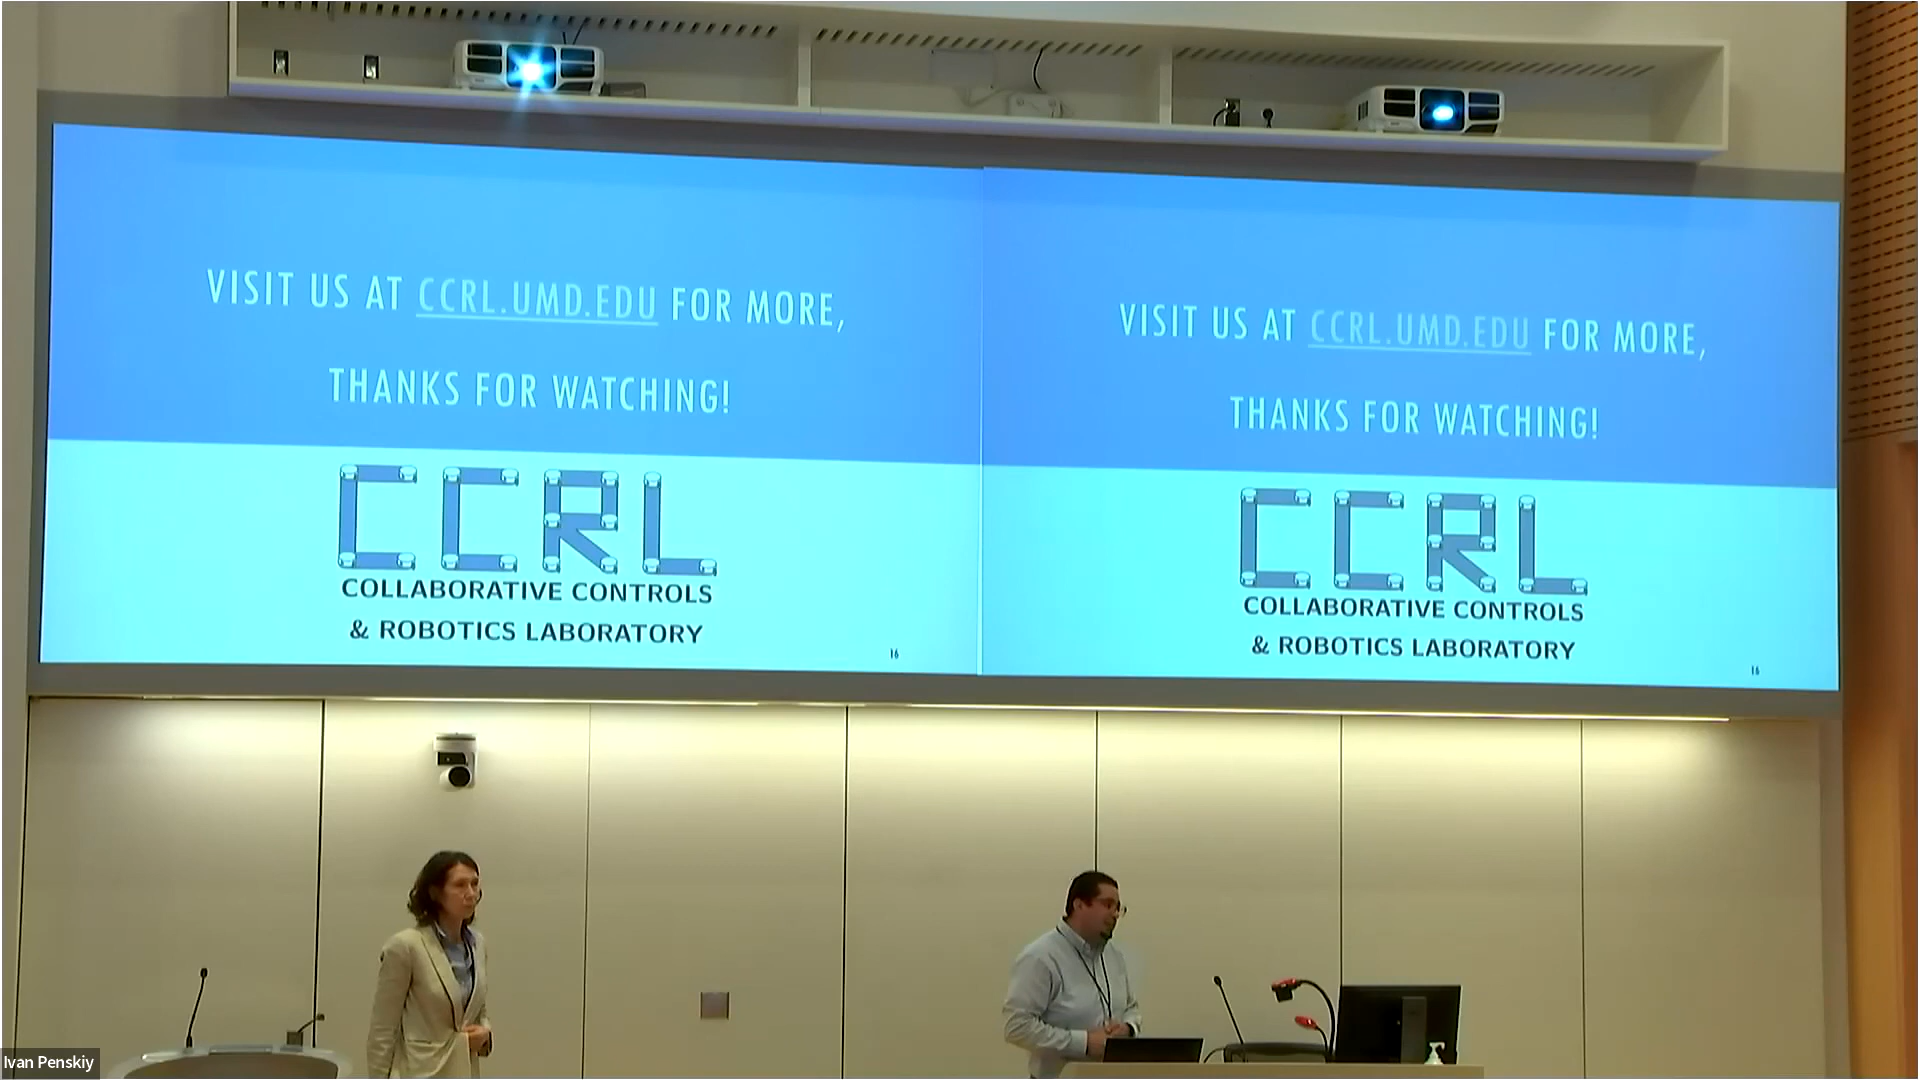 VISIT US AT CCRL.UMD.EDU FOR MORE,
THANKS FOR WATCHING!
CCRL
COLLABORATIVE CONTROLS
& ROBOTICS LABORATORY
16
VISIT US AT CCRL.UMD.EDU FOR MORE,
THANKS FOR WATCHING!
CCRL
COLLABORATIVE CONTROLS
& ROBOTICS LABORATORY
16
Ivan Penskiy